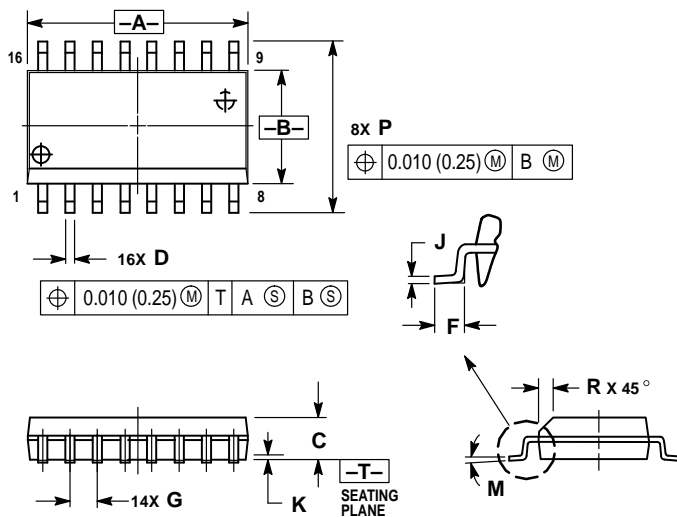 –A–
16 9
–B–
8X P
⌖ 0.010 (0.25) Ⓜ B Ⓜ
1 8
16X D
J
⌖ 0.010 (0.25) Ⓜ T A Ⓢ B Ⓢ
F
R X 45°
C
–T–
M
14X G
K
SEATING
PLANE